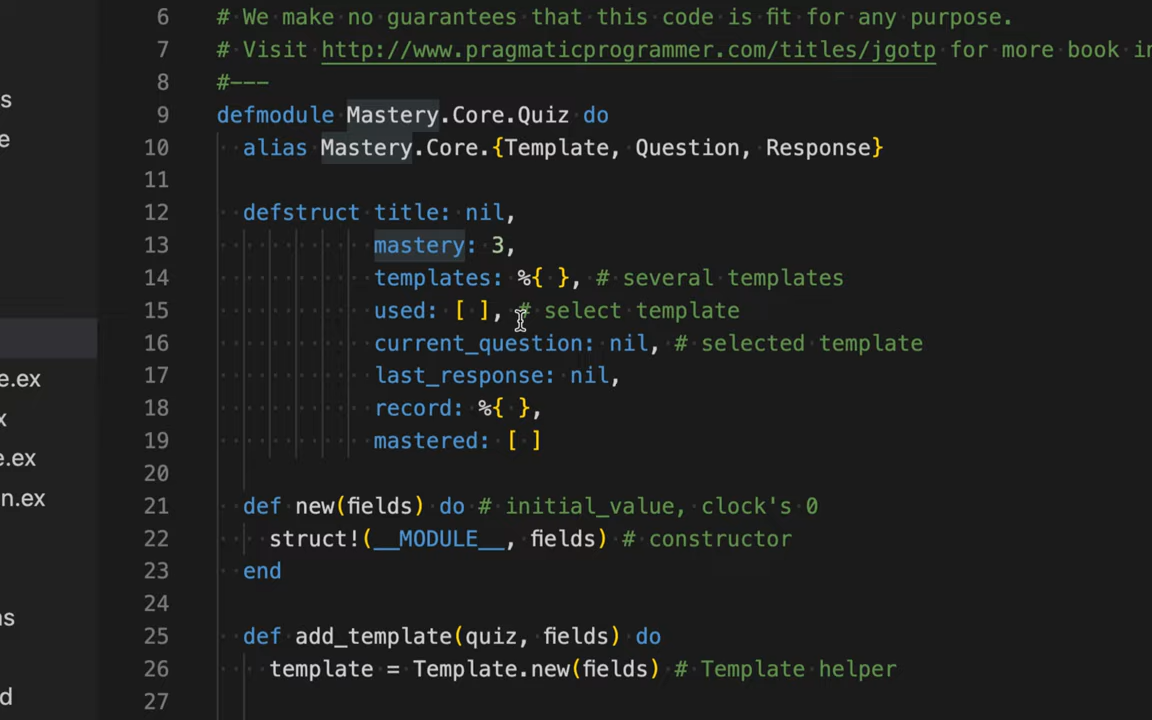 6 # We make no guarantees that this code is fit for any purpose.
7 # Visit http://www.pragmaticprogrammer.com/titles/jgotp for more book in
8 #---
9 defmodule Mastery.Core.Quiz do
10 alias Mastery.Core.{Template, Question, Response}
11
12 defstruct title: nil,
13 mastery: 3,
14 templates: %{ }, # several templates
15 used: [ ], # select template
16 current_question: nil, # selected template
17 last_response: nil,
18 record: %{ },
19 mastered: [ ]
20
21 def new(fields) do # initial_value, clock's 0
22 struct!(__MODULE__, fields) # constructor
23 end
24
25 def add_template(quiz, fields) do
26 template = Template.new(fields) # Template helper
27
s
e
e.ex
x
e.ex
n.ex
ns
d